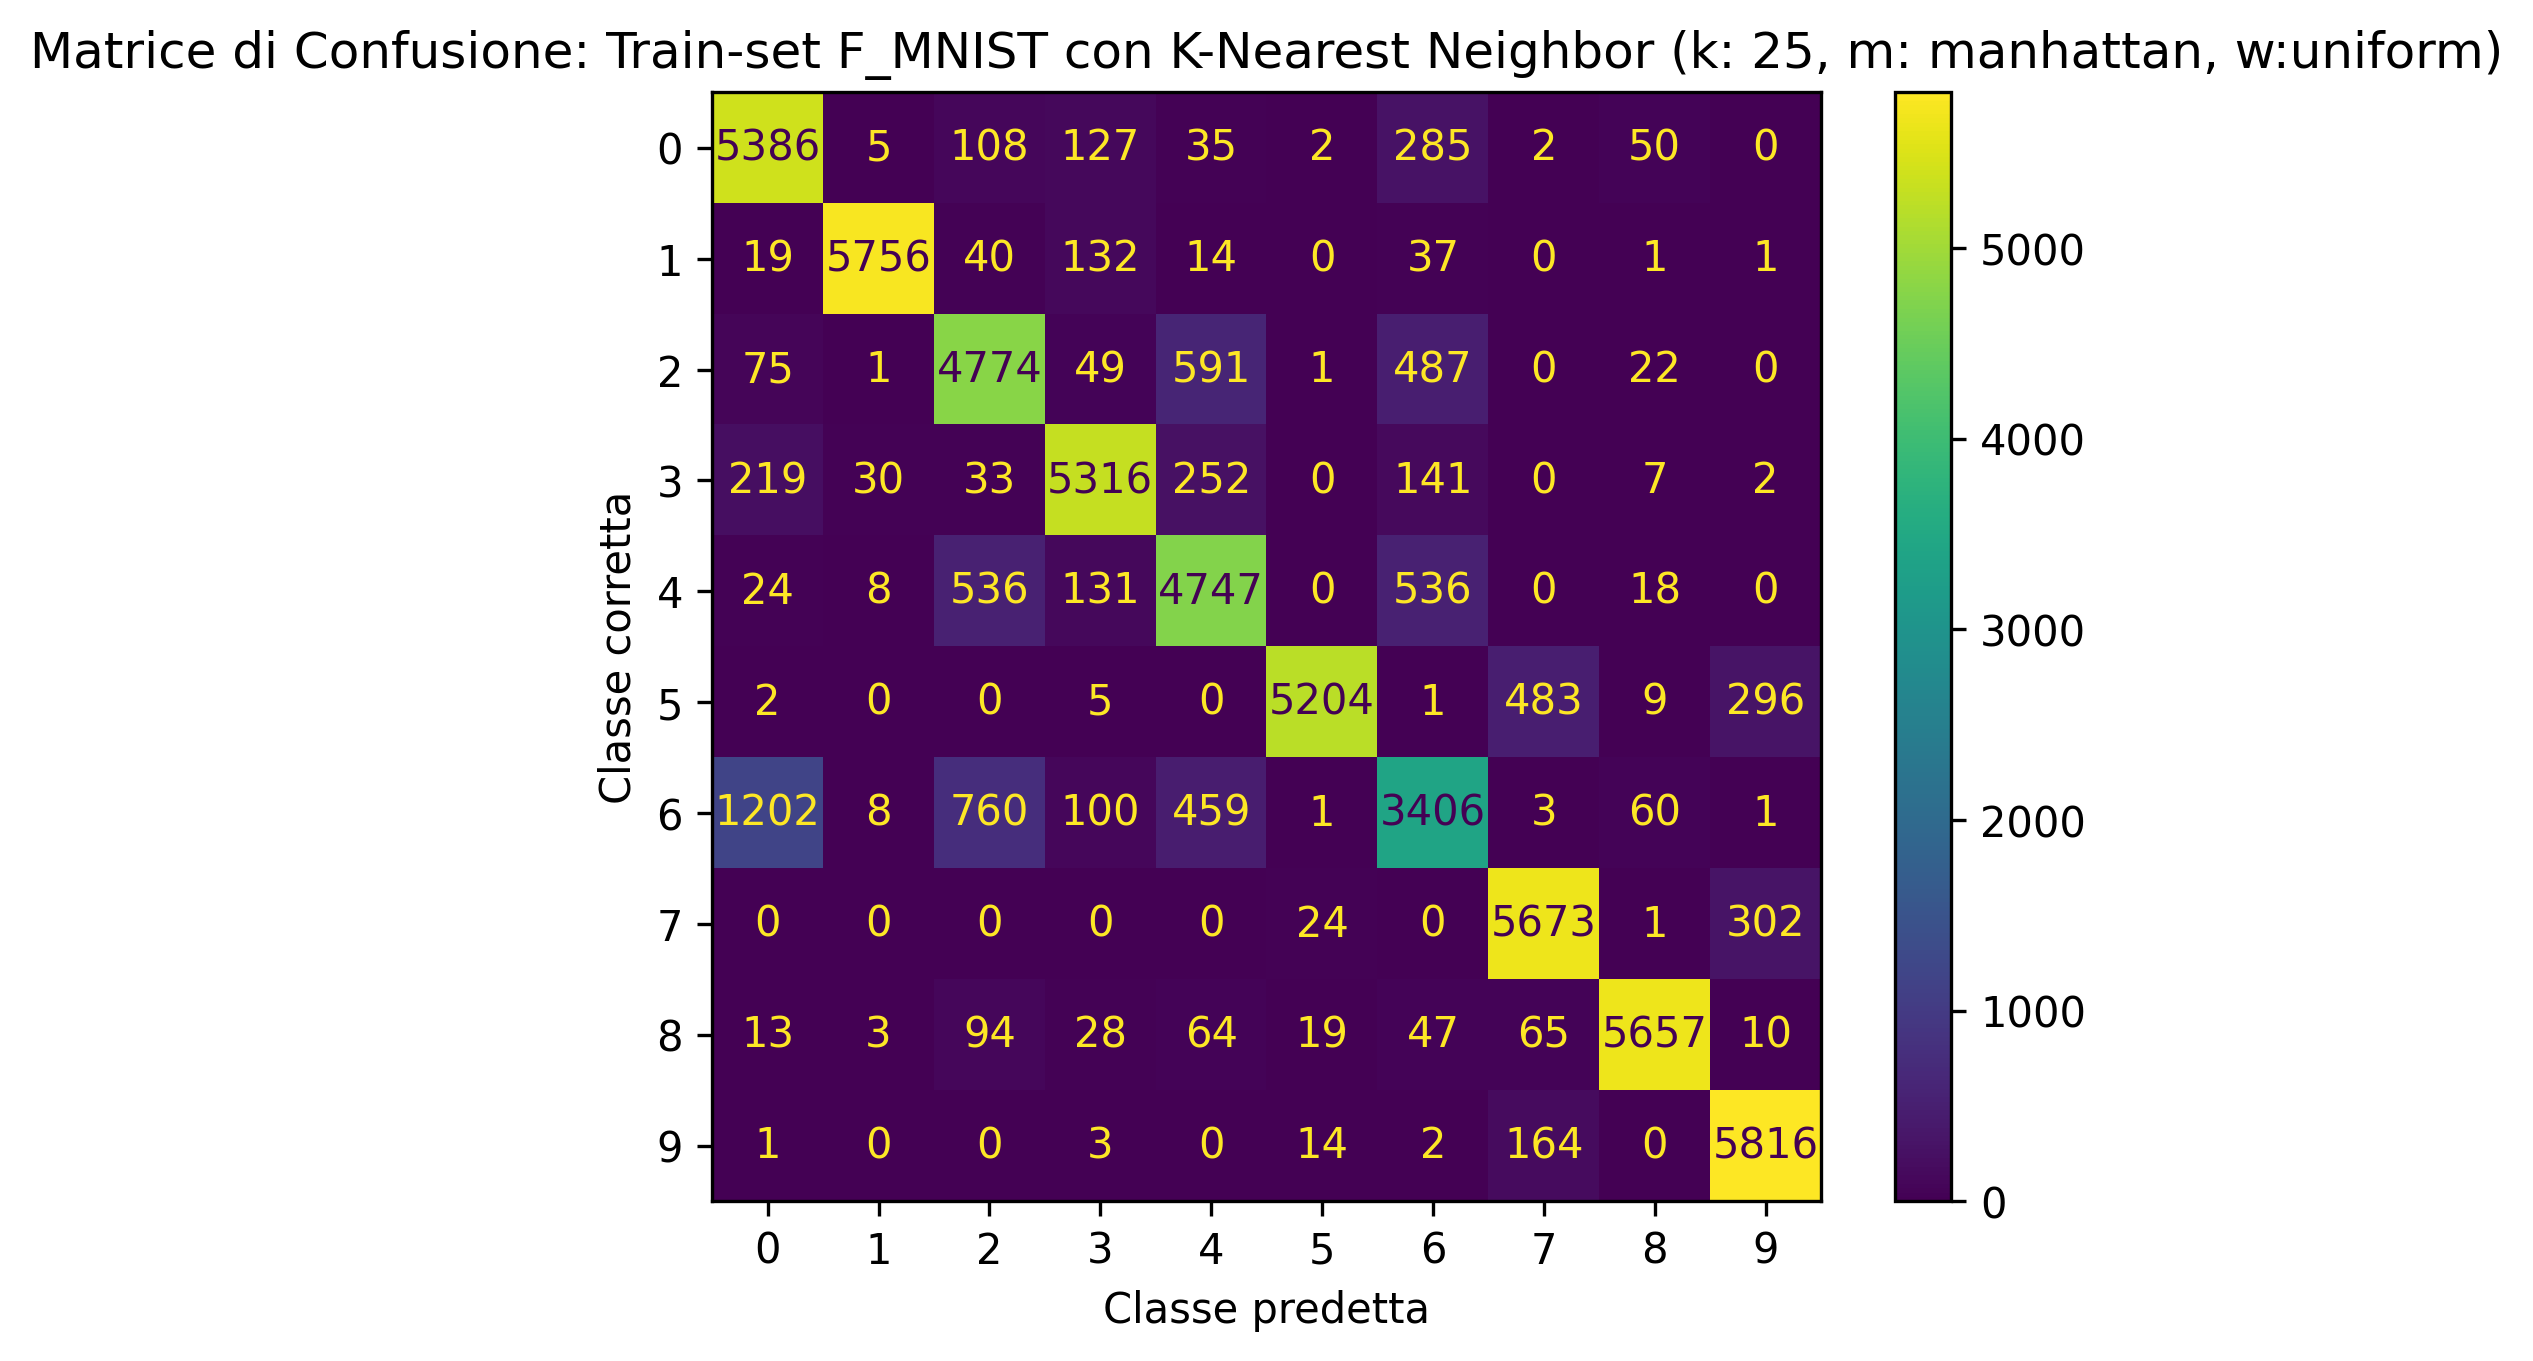 Matrice di Confusione: Train-set F_MNIST con K-Nearest Neighbor (k: 25, m: manhattan, w:uniform)
Classe corretta
0 5386 5 108 127 35 2 285 2 50 0
1 19 5756 40 132 14 0 37 0 1 1
2 75 1 4774 49 591 1 487 0 22 0
3 219 30 33 5316 252 0 141 0 7 2
4 24 8 536 131 4747 0 536 0 18 0
5 2 0 0 5 0 5204 1 483 9 296
6 1202 8 760 100 459 1 3406 3 60 1
7 0 0 0 0 0 24 0 5673 1 302
8 13 3 94 28 64 19 47 65 5657 10
9 1 0 0 3 0 14 2 164 0 5816
0 1 2 3 4 5 6 7 8 9
Classe predetta
5000
4000
3000
2000
1000
0